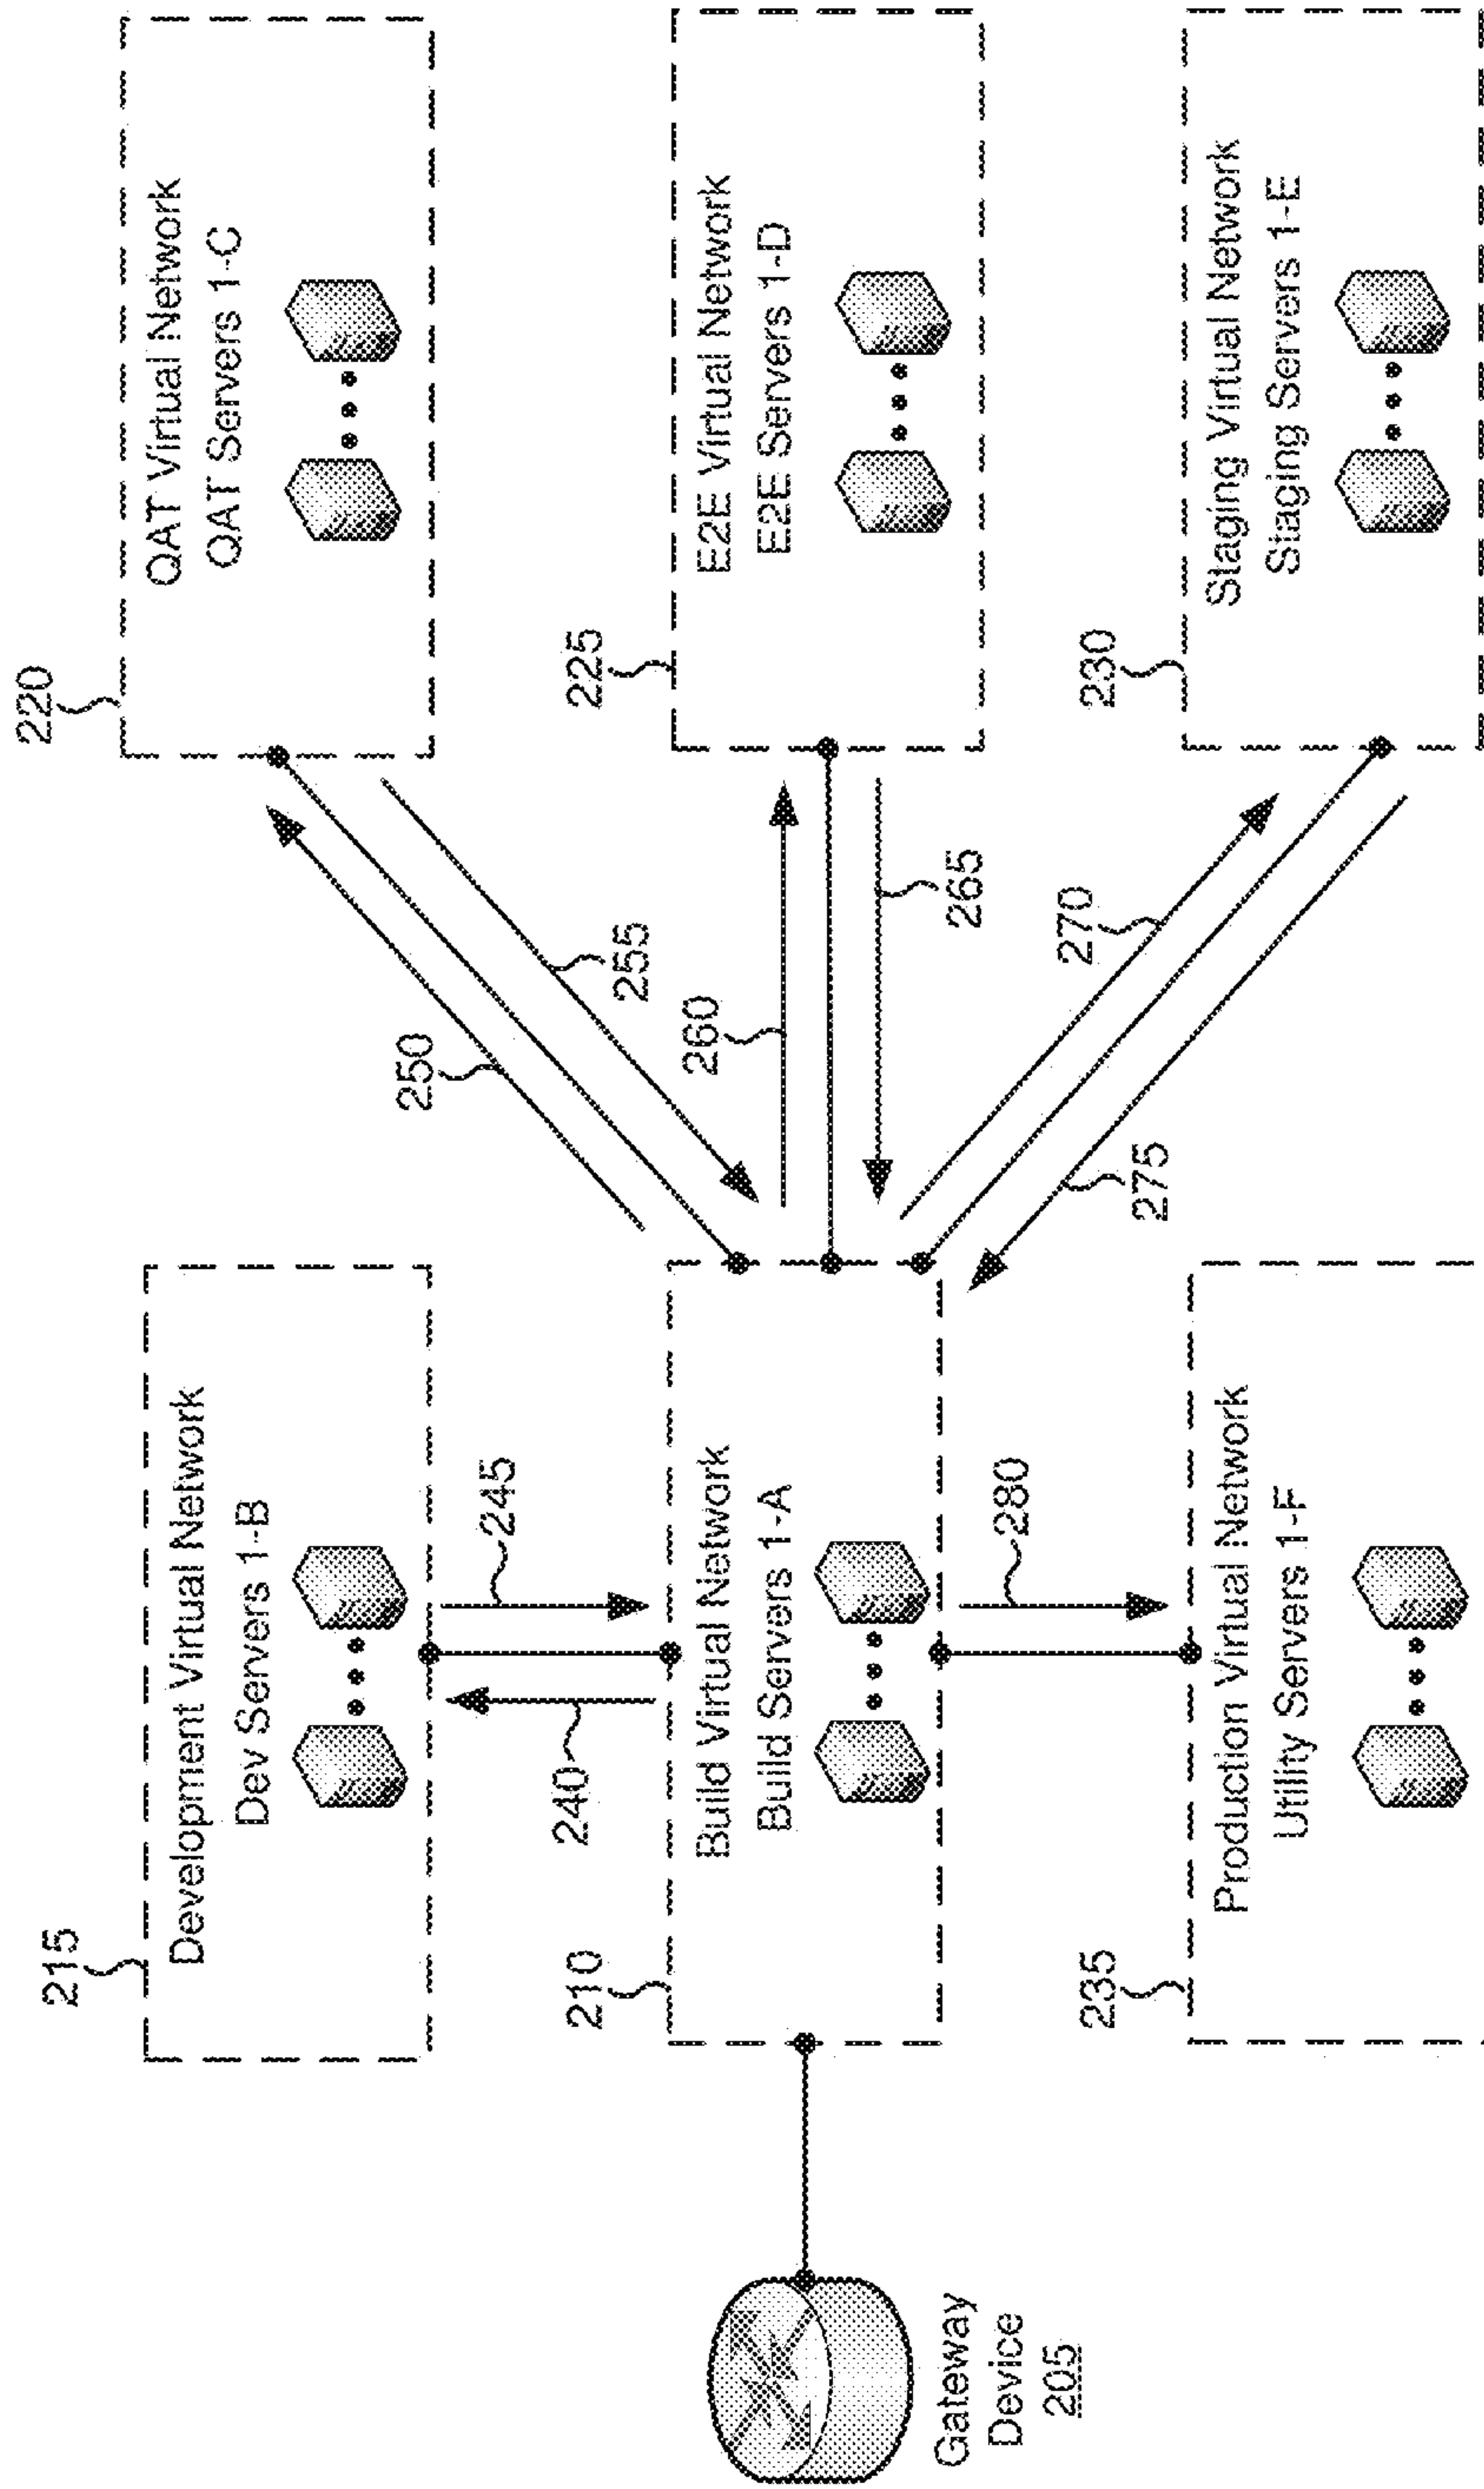 215
Development Virtual Network
Dev Servers 1-B
220
QAT Virtual Network
QAT Servers 1-C
240
245
250
255
210
Build Virtual Network
Build Servers 1-A
225
E2E Virtual Network
E2E Servers 1-D
260
265
Gateway
Device
205
280
270
275
235
Production Virtual Network
Utility Servers 1-F
230
Staging Virtual Network
Staging Servers 1-E